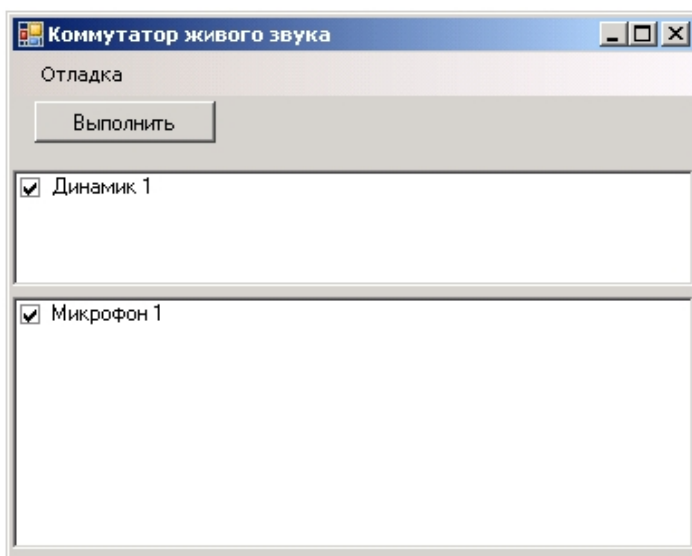 Коммутатор живого звука
Отладка
Выполнить
Динамик 1
Микрофон 1